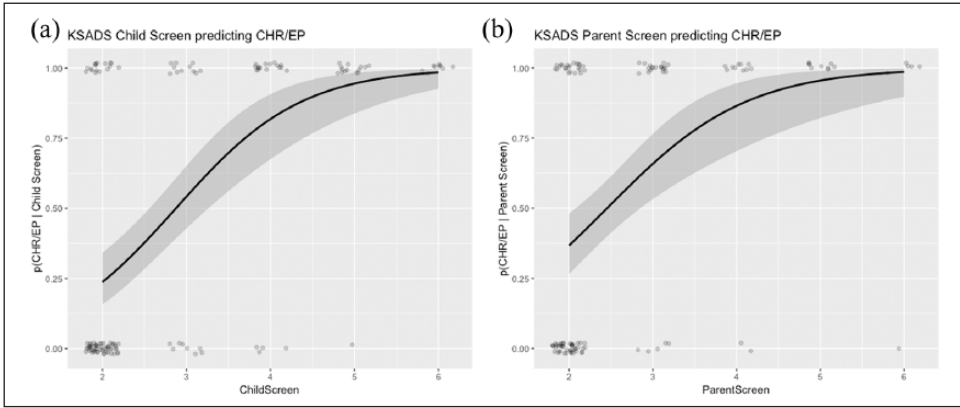 (a) KSADS Child Screen predicting CHR/EP
1.00
0.75
0.50
0.25
0.00
p(CHR/EP | Child Screen)
2 3 4 5 6
ChildScreen
(b) KSADS Parent Screen predicting CHR/EP
1.00
0.75
0.50
0.25
0.00
p(CHR/EP | Parent Screen)
2 3 4 5 6
ParentScreen